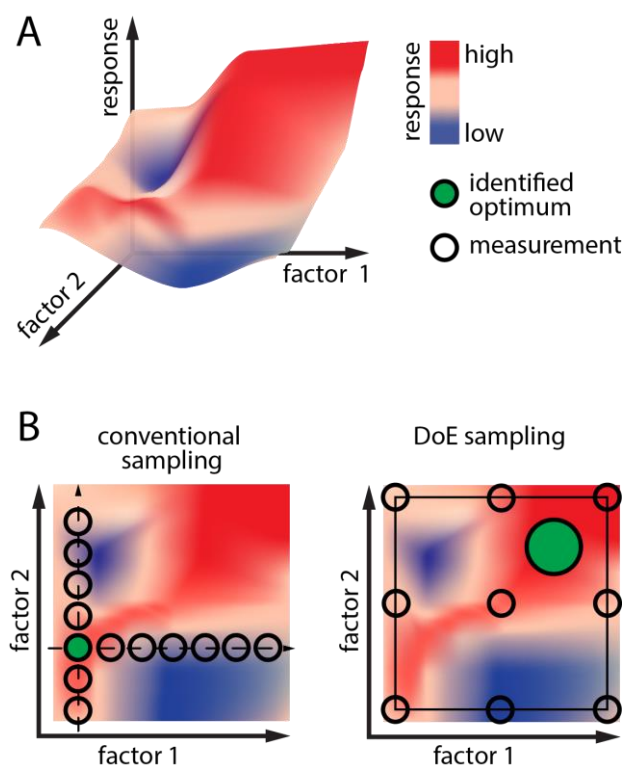 A
response
factor 1
factor 2
response
high
low
identified
optimum
measurement
B
conventional
sampling
factor 2
factor 1
DoE sampling
factor 2
factor 1